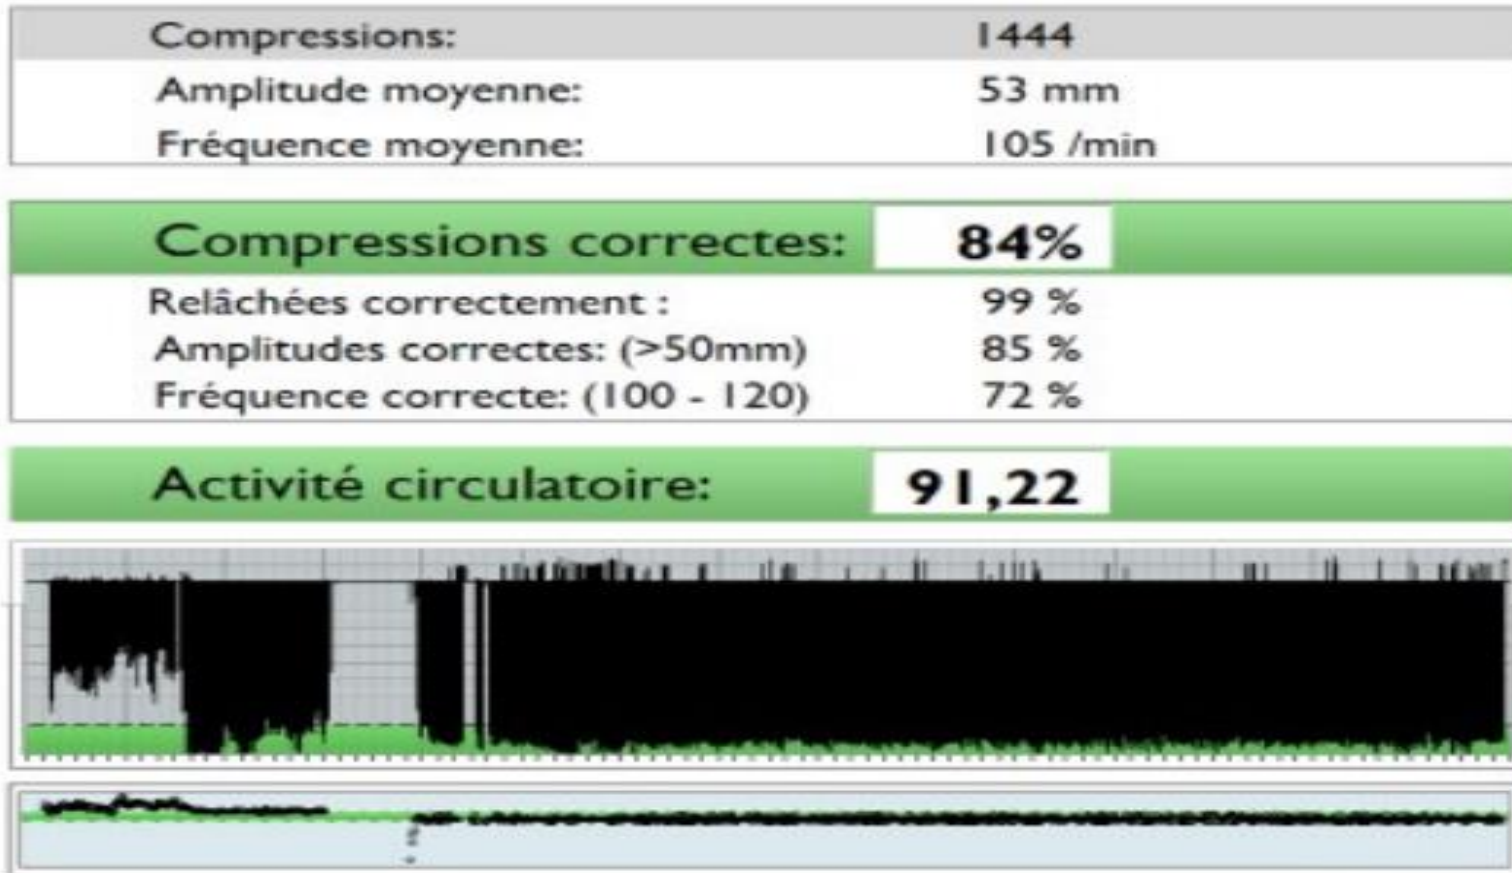 Compressions: 1444
Amplitude moyenne: 53 mm
Fréquence moyenne: 105 /min
Compressions correctes: 84%
Relâchées correctement : 99 %
Amplitudes correctes: (>50mm) 85 %
Fréquence correcte: (100 - 120) 72 %
Activité circulatoire: 91,22